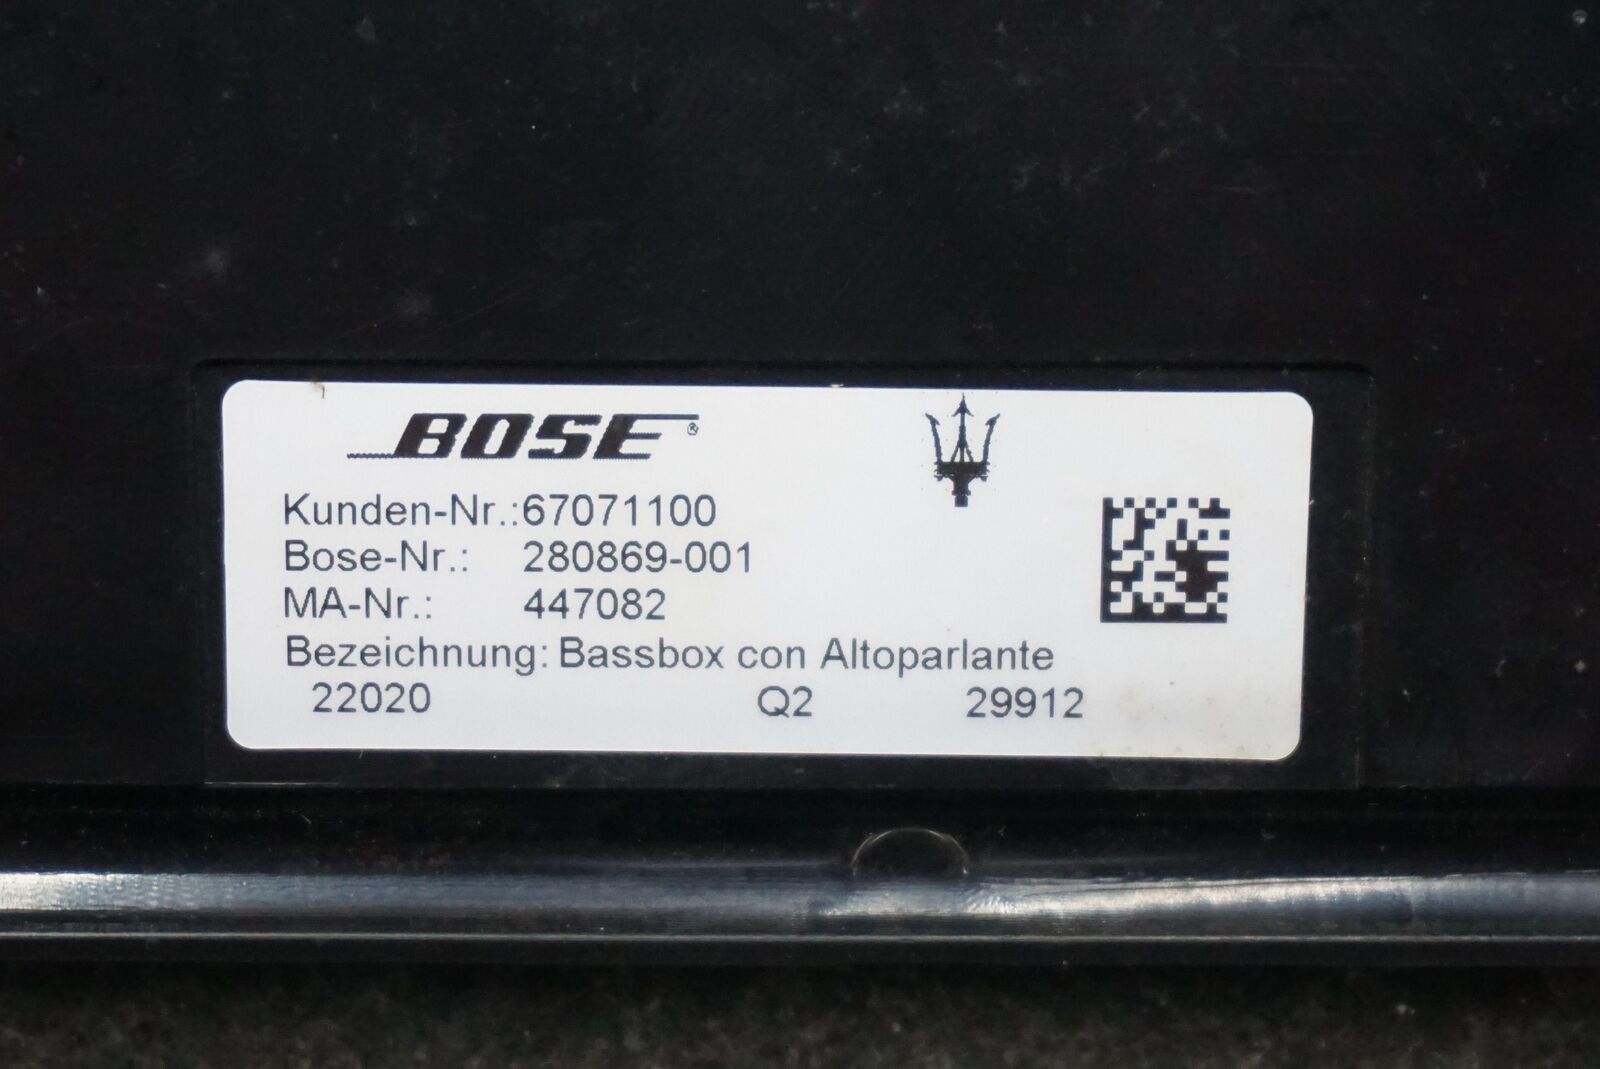 BOSE®
Kunden-Nr.:67071100
Bose-Nr.: 280869-001
MA-Nr.: 447082
Bezeichnung: Bassbox con Altoparlante
22020 Q2 29912